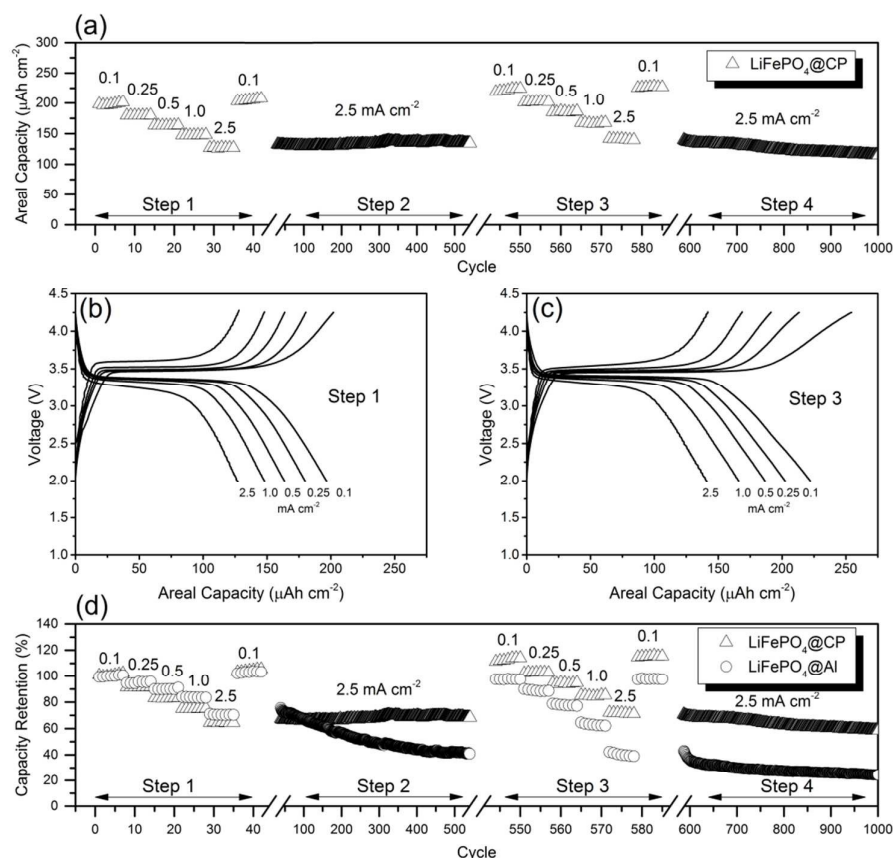 (a)
300
250
200
150
100
50
0
Areal Capacity (μAh cm⁻²)
0.1
0.25
0.5
1.0
2.5
0.1
2.5 mA cm⁻²
0.1
0.25
0.5
1.0
2.5
0.1
2.5 mA cm⁻²
△ LiFePO₄@CP
Step 1
Step 2
Step 3
Step 4
0 10 20 30 40 100 200 300 400 500 550 560 570 580 600 700 800 900 1000
Cycle
(b)
4.5
4.0
3.5
3.0
2.5
2.0
1.5
1.0
Voltage (V)
Step 1
2.5 1.0 0.5 0.25 0.1
mA cm⁻²
0 50 100 150 200 250
Areal Capacity (μAh cm⁻²)
(c)
4.5
4.0
3.5
3.0
2.5
2.0
1.5
1.0
Voltage (V)
Step 3
2.5 1.0 0.5 0.25 0.1
mA cm⁻²
0 50 100 150 200 250
Areal Capacity (μAh cm⁻²)
(d)
140
120
100
80
60
40
20
0
Capacity Retention (%)
0.1
0.25
0.5
1.0
2.5
0.1
2.5 mA cm⁻²
0.1
0.25
0.5
1.0
2.5
0.1
2.5 mA cm⁻²
△ LiFePO₄@CP
○ LiFePO₄@Al
Step 1
Step 2
Step 3
Step 4
0 10 20 30 40 100 200 300 400 500 550 560 570 580 600 700 800 900 1000
Cycle